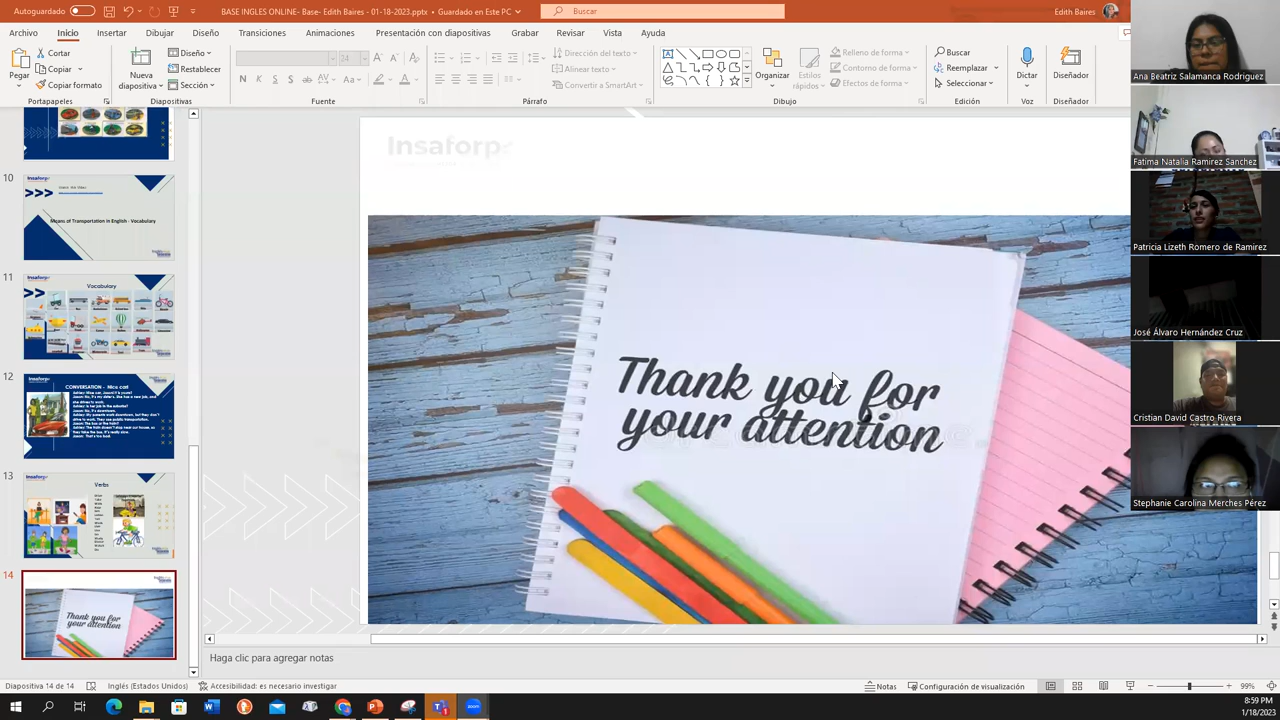 Autoguardado
BASE INGLES ONLINE- Base- Edith Baires - 01-18-2023.pptx • Guardado en Este PC
Buscar
Edith Baires
Archivo Inicio Insertar Dibujar Diseño Transiciones Animaciones Presentación con diapositivas Grabar Revisar Vista Ayuda
Pegar
Cortar
Copiar
Copiar formato
Portapapeles
Nueva diapositiva
Diseño
Restablecer
Sección
Diapositivas
24
Fuente
Dirección del texto
Alinear texto
Convertir a SmartArt
Párrafo
Organizar
Estilos rápidos
Relleno de forma
Contorno de forma
Efectos de forma
Dibujo
Buscar
Reemplazar
Seleccionar
Edición
Dictar
Voz
Diseñador
Diseñador
10
Means of Transportation in English - Vocabulary
11
Vocabulary
12
Insaforp
CONVERSATION - Nice car!
13
Insaforp
Verbs
14
Thank you for
your attention
Insaforp
Thank you for
your attention
Ana Beatriz Salamanca Rodriguez
Fatima Natalia Ramirez Sanchez
Patricia Lizeth Romero de Ramirez
José Álvaro Hernández Cruz
Cristian David Castro Rivera
Stephanie Carolina Merches Pérez
Haga clic para agregar notas
Diapositiva 14 de 14
Inglés (Estados Unidos)
Accesibilidad: es necesario investigar
Notas
Configuración de visualización
99%
8:59 PM
1/18/2023